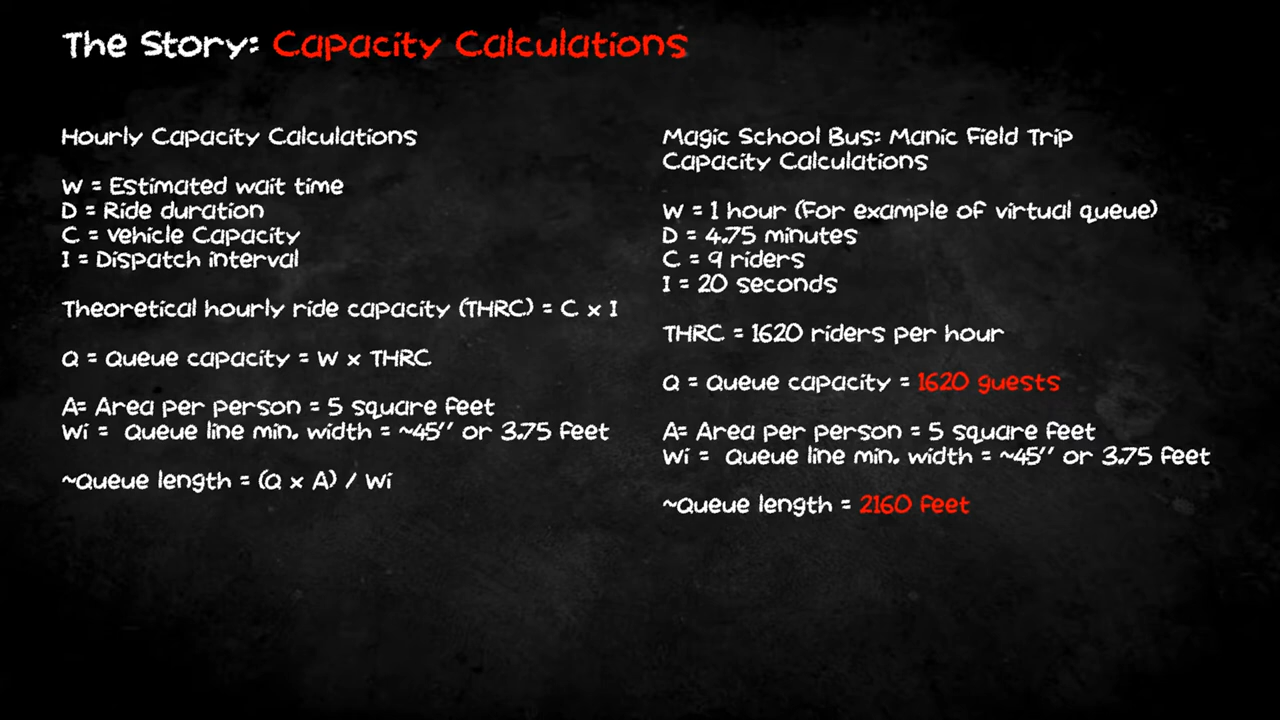 The Story: Capacity Calculations
Hourly Capacity Calculations
W = Estimated wait time
D = Ride duration
C = Vehicle Capacity
I = Dispatch interval
Theoretical hourly ride capacity (THRC) = C x I
Q = Queue capacity = W x THRC
A= Area per person = 5 square feet
Wi = Queue line min. width = ~45'' or 3.75 feet
~Queue length = (Q x A) / Wi
Magic School Bus: Manic Field Trip
Capacity Calculations
W = 1 hour (For example of virtual queue)
D = 4.75 minutes
C = 9 riders
I = 20 seconds
THRC = 1620 riders per hour
Q = Queue capacity = 1620 guests
A= Area per person = 5 square feet
Wi = Queue line min. width = ~45'' or 3.75 feet
~Queue length = 2160 feet